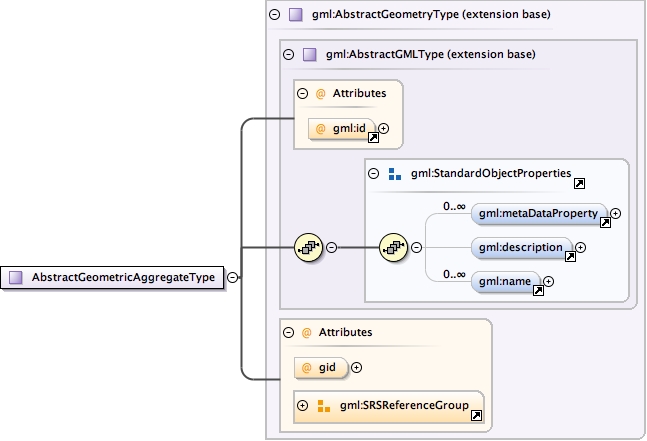 gml:AbstractGeometryType (extension base)
gml:AbstractGMLType (extension base)
@ Attributes
@ gml:id
gml:StandardObjectProperties
0..∞
gml:metaDataProperty
gml:description
0..∞
gml:name
AbstractGeometricAggregateType
@ Attributes
@ gid
gml:SRSReferenceGroup